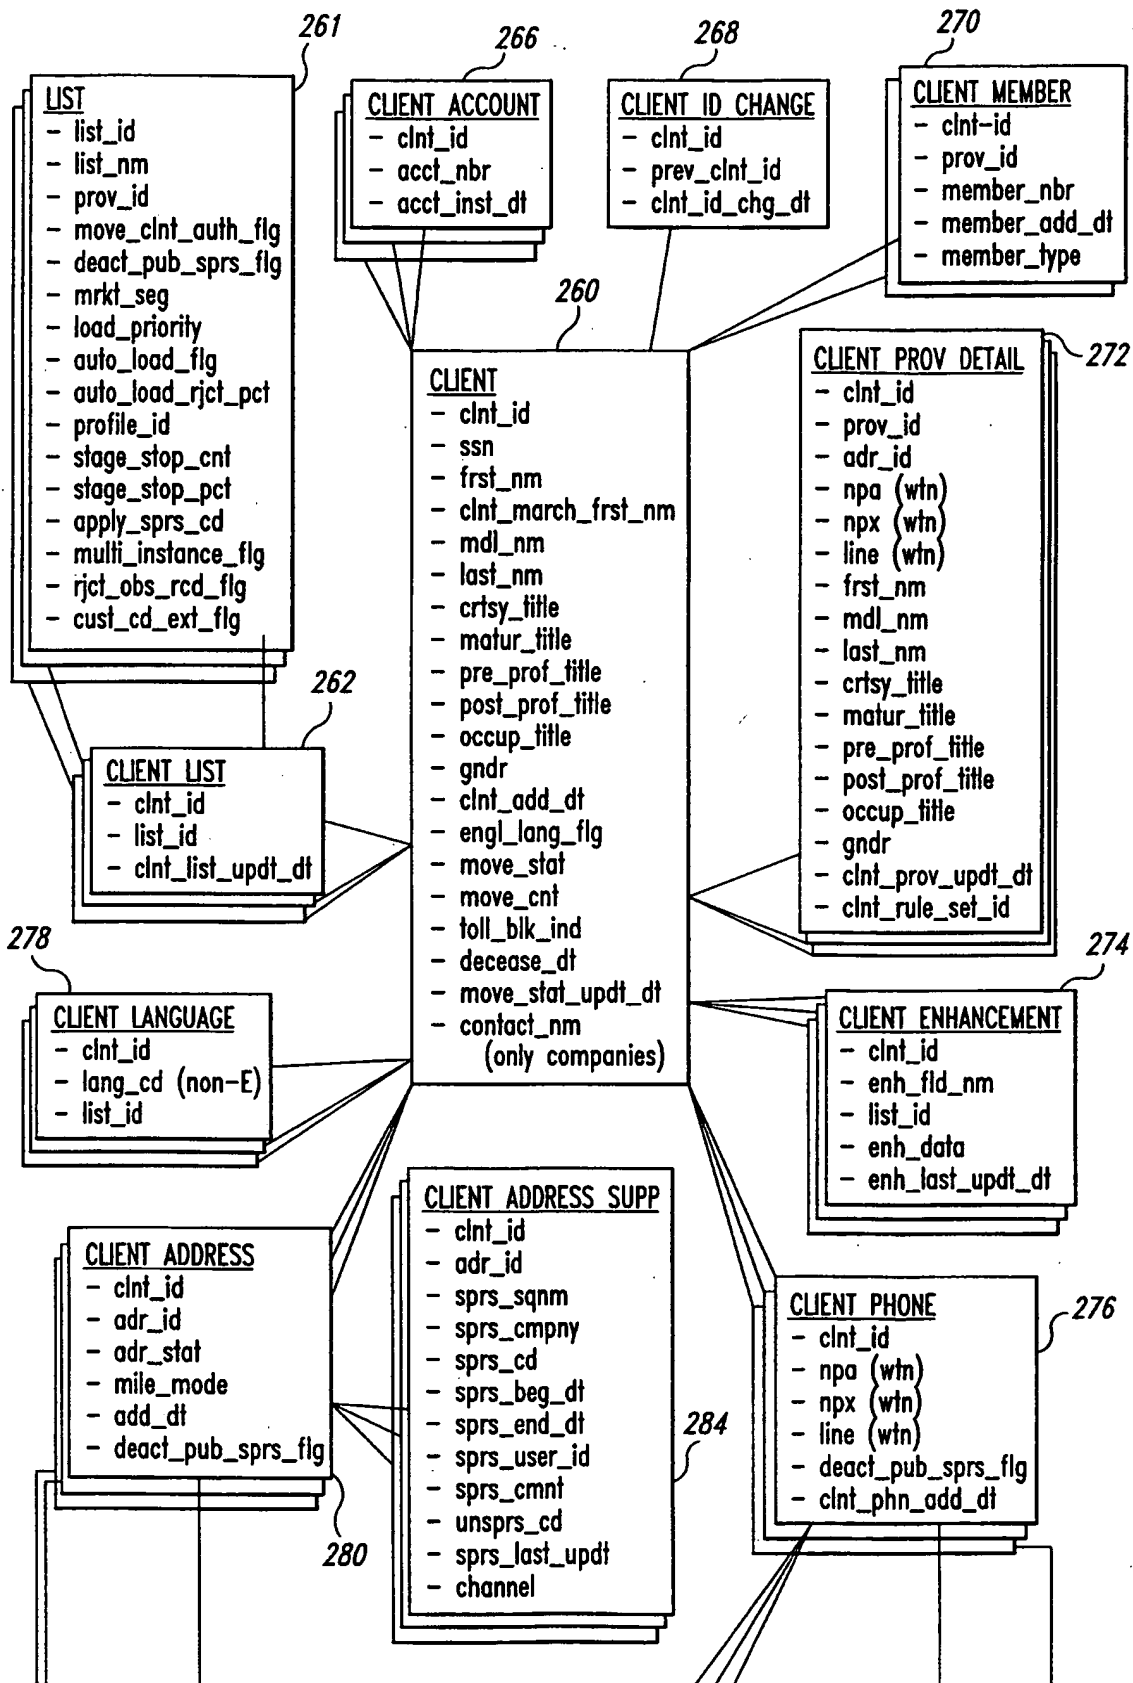 261
LIST
- list_id
- list_nm
- prov_id
- move_clnt_auth_flg
- deact_pub_sprs_flg
- mrkt_seg
- load_priority
- auto_load_flg
- auto_load_rjct_pct
- profile_id
- stage_stop_cnt
- stage_stop_pct
- apply_sprs_cd
- multi_instance_flg
- rjct_obs_rcd_flg
- cust_cd_ext_flg
266
CLIENT ACCOUNT
- clnt_id
- acct_nbr
- acct_inst_dt
268
CLIENT ID CHANGE
- clnt_id
- prev_clnt_id
- clnt_id_chg_dt
270
CLIENT MEMBER
- clnt-id
- prov_id
- member_nbr
- member_add_dt
- member_type
260
CLIENT
- clnt_id
- ssn
- frst_nm
- clnt_march_frst_nm
- mdl_nm
- last_nm
- crtsy_title
- matur_title
- pre_prof_title
- post_prof_title
- occup_title
- gndr
- clnt_add_dt
- engl_lang_flg
- move_stat
- move_cnt
- toll_blk_ind
- decease_dt
- move_stat_updt_dt
- contact_nm
(only companies)
272
CLIENT PROV DETAIL
- clnt_id
- prov_id
- adr_id
- npa (wtn)
- npx (wtn)
- line (wtn)
- frst_nm
- mdl_nm
- last_nm
- crtsy_title
- matur_title
- pre_prof_title
- post_prof_title
- occup_title
- gndr
- clnt_prov_updt_dt
- clnt_rule_set_id
262
CLIENT LIST
- clnt_id
- list_id
- clnt_list_updt_dt
278
CLIENT LANGUAGE
- clnt_id
- lang_cd (non-E)
- list_id
274
CLIENT ENHANCEMENT
- clnt_id
- enh_fld_nm
- list_id
- enh_data
- enh_last_updt_dt
CLIENT ADDRESS
- clnt_id
- adr_id
- adr_stat
- mile_mode
- add_dt
- deact_pub_sprs_flg
280
CLIENT ADDRESS SUPP
- clnt_id
- adr_id
- sprs_sqnm
- sprs_cmpny
- sprs_cd
- sprs_beg_dt
- sprs_end_dt
- sprs_user_id
- sprs_cmnt
- unsprs_cd
- sprs_last_updt
- channel
284
CLIENT PHONE
- clnt_id
- npa (wtn)
- npx (wtn)
- line (wtn)
- deact_pub_sprs_flg
- clnt_phn_add_dt
276